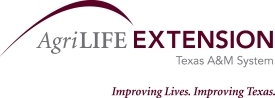 AgriLIFE EXTENSION
Texas A&M System
Improving Lives. Improving Texas.